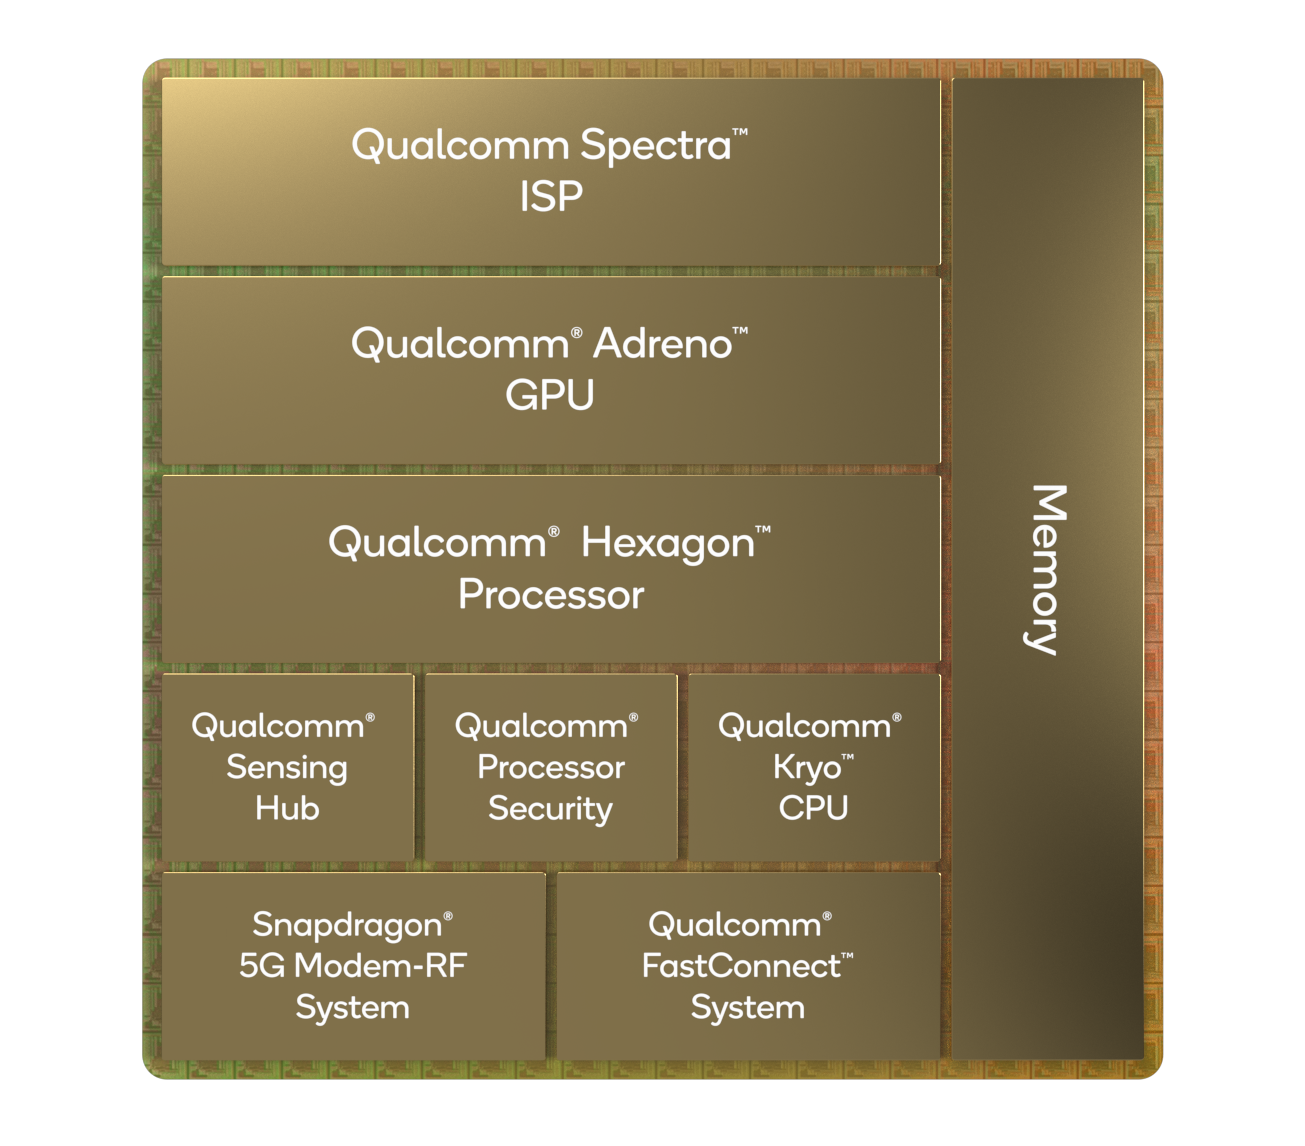 Qualcomm Spectra™
ISP
Qualcomm® Adreno™
GPU
Qualcomm® Hexagon™
Processor
Qualcomm®
Sensing
Hub
Qualcomm®
Processor
Security
Qualcomm®
Kryo™
CPU
Snapdragon®
5G Modem-RF
System
Qualcomm®
FastConnect™
System
Memory